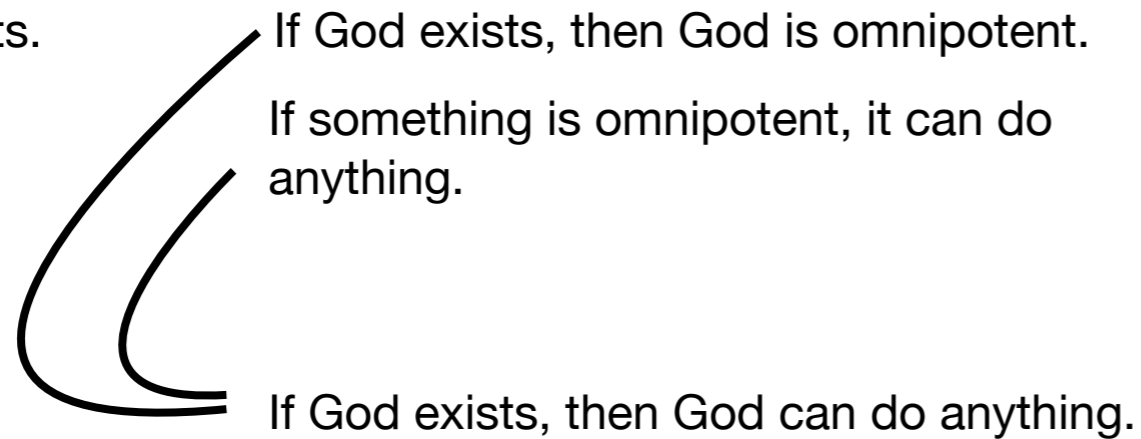 ts.
If God exists, then God is omnipotent.
If something is omnipotent, it can do
anything.
If God exists, then God can do anything.